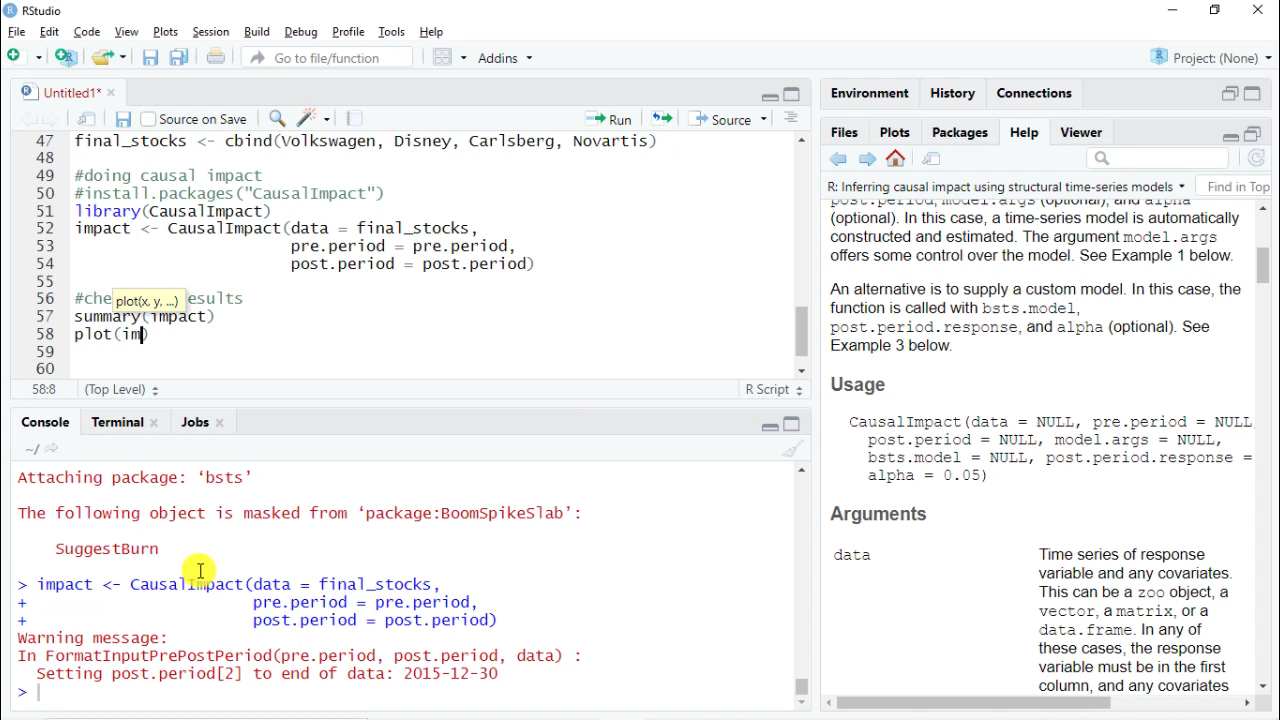 RStudio
File Edit Code View Plots Session Build Debug Profile Tools Help
Go to file/function Addins Project: (None)
Untitled1*
Source on Save Run Source
47 final_stocks <- cbind(Volkswagen, Disney, Carlsberg, Novartis)
48
49 #doing causal impact
50 #install.packages("CausalImpact")
51 library(CausalImpact)
52 impact <- CausalImpact(data = final_stocks,
53 pre.period = pre.period,
54 post.period = post.period)
55
56 #che plot(x, y, ...) esults
57 summary(impact)
58 plot(im)
59
60
58:8 (Top Level) R Script
Console Terminal Jobs
~/
Attaching package: ‘bsts’
The following object is masked from ‘package:BoomSpikeSlab’:
SuggestBurn
> impact <- CausalImpact(data = final_stocks,
+ pre.period = pre.period,
+ post.period = post.period)
Warning message:
In FormatInputPrePostPeriod(pre.period, post.period, data) :
Setting post.period[2] to end of data: 2015-12-30
>
Environment History Connections
Files Plots Packages Help Viewer
R: Inferring causal impact using structural time-series models Find in Top
post.period, model.args (optional), and alpha
(optional). In this case, a time-series model is automatically
constructed and estimated. The argument model.args
offers some control over the model. See Example 1 below.
An alternative is to supply a custom model. In this case, the
function is called with bsts.model,
post.period.response, and alpha (optional). See
Example 3 below.
Usage
CausalImpact(data = NULL, pre.period = NULL,
post.period = NULL, model.args = NULL,
bsts.model = NULL, post.period.response =
alpha = 0.05)
Arguments
data Time series of response
variable and any covariates.
This can be a zoo object, a
vector, a matrix, or a
data.frame. In any of
these cases, the response
variable must be in the first
column, and any covariates